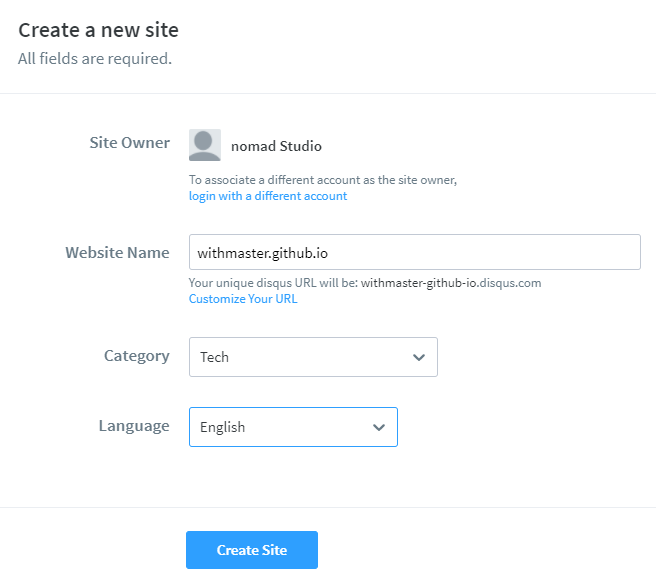 Create a new site
All fields are required.
Site Owner
nomad Studio
To associate a different account as the site owner,
login with a different account
Website Name
withmaster.github.io
Your unique disqus URL will be: withmaster-github-io.disqus.com
Customize Your URL
Category
Tech
Language
English
Create Site